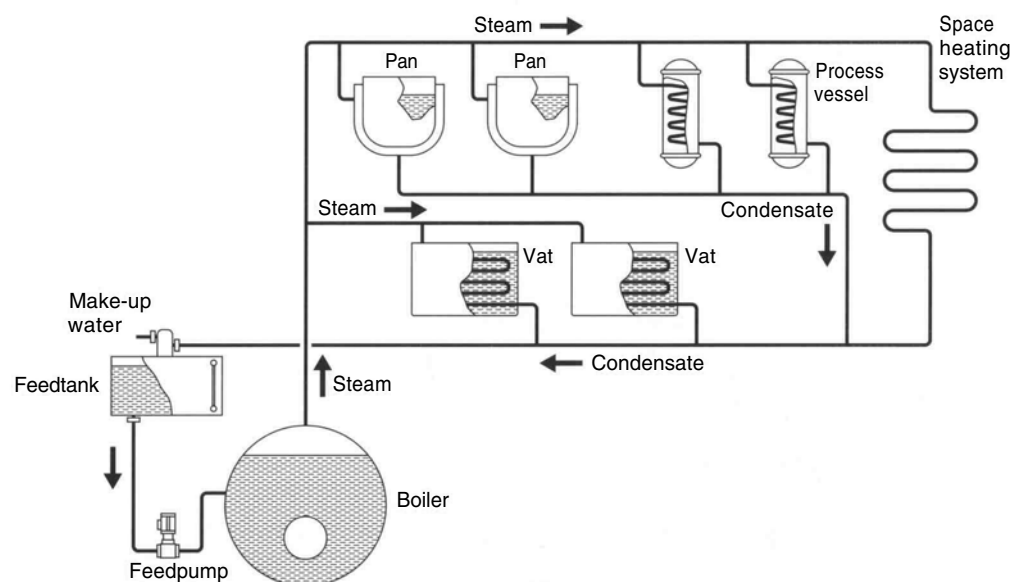 Steam
Space
heating
system
Pan
Pan
Process
vessel
Steam
Condensate
Vat
Vat
Make-up
water
Condensate
Feedtank
Steam
Boiler
Feedpump